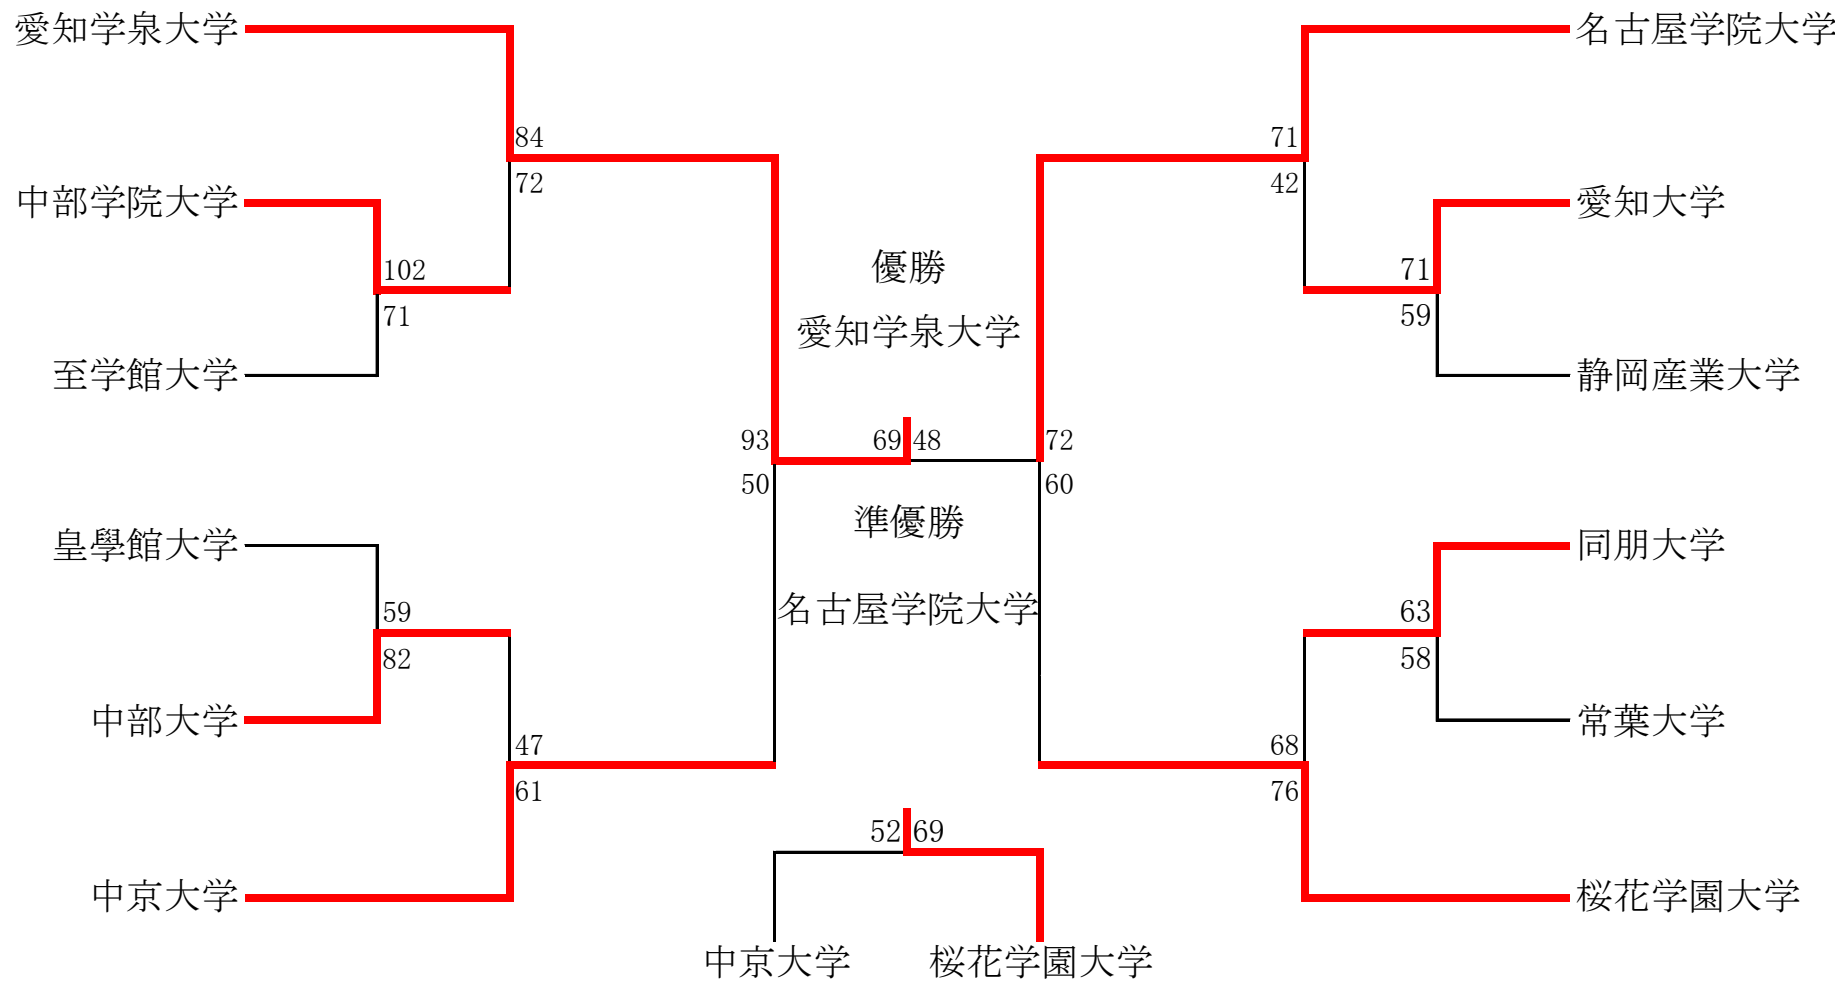 愛知学泉大学
名古屋学院大学
84
72
71
42
中部学院大学
愛知大学
102
71
71
59
優勝
愛知学泉大学
至学館大学
静岡産業大学
93
50
69
48
72
60
準優勝
名古屋学院大学
皇學館大学
同朋大学
59
82
63
58
中部大学
常葉大学
47
61
68
76
中京大学
桜花学園大学
52
69
中京大学
桜花学園大学